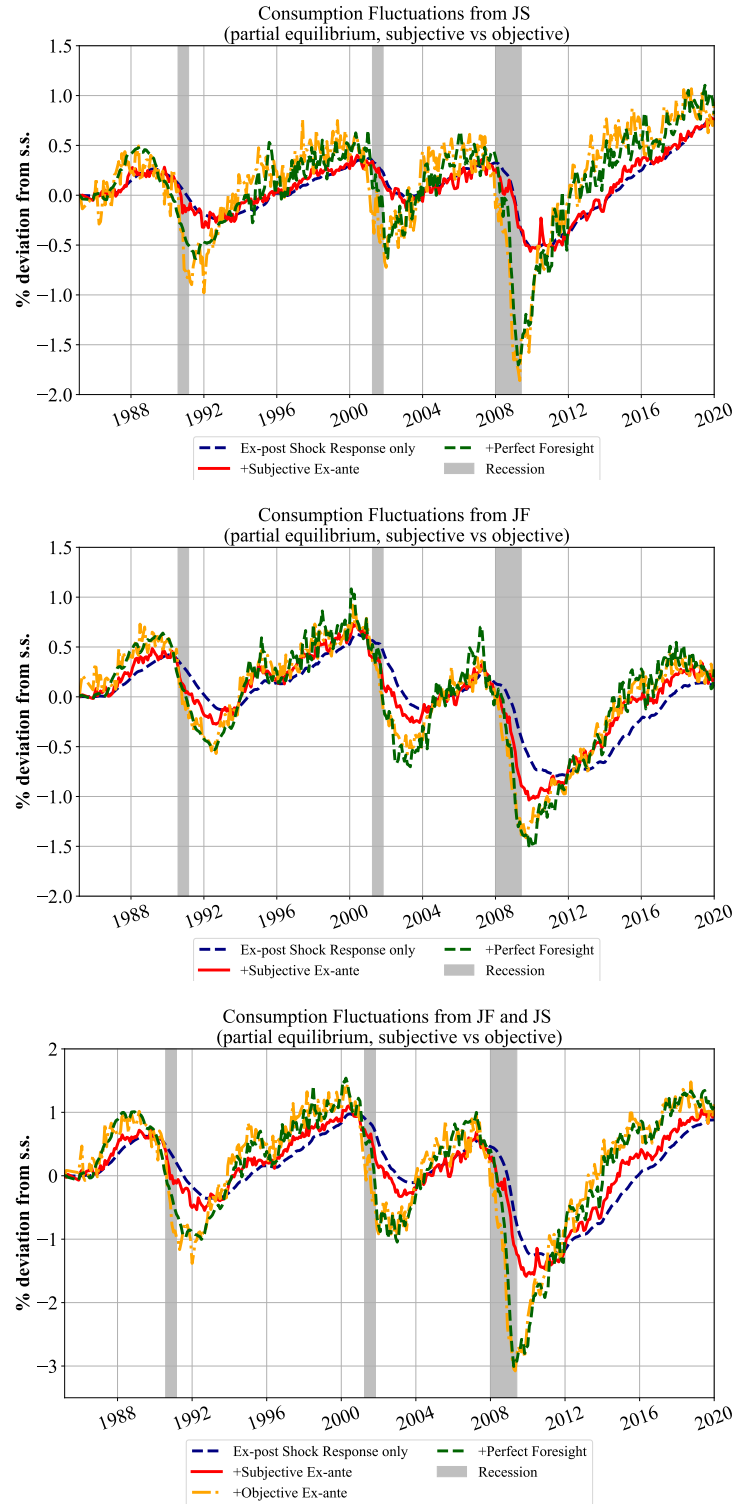 Consumption Fluctuations from JS
(partial equilibrium, subjective vs objective)
% deviation from s.s.
1.5
1.0
0.5
0.0
−0.5
−1.0
−1.5
−2.0
1988 1992 1996 2000 2004 2008 2012 2016 2020
Ex-post Shock Response only
+Subjective Ex-ante
+Perfect Foresight
Recession
Consumption Fluctuations from JF
(partial equilibrium, subjective vs objective)
% deviation from s.s.
1.5
1.0
0.5
0.0
−0.5
−1.0
−1.5
−2.0
1988 1992 1996 2000 2004 2008 2012 2016 2020
Ex-post Shock Response only
+Subjective Ex-ante
+Perfect Foresight
Recession
Consumption Fluctuations from JF and JS
(partial equilibrium, subjective vs objective)
% deviation from s.s.
2
1
0
−1
−2
−3
1988 1992 1996 2000 2004 2008 2012 2016 2020
Ex-post Shock Response only
+Subjective Ex-ante
+Objective Ex-ante
+Perfect Foresight
Recession